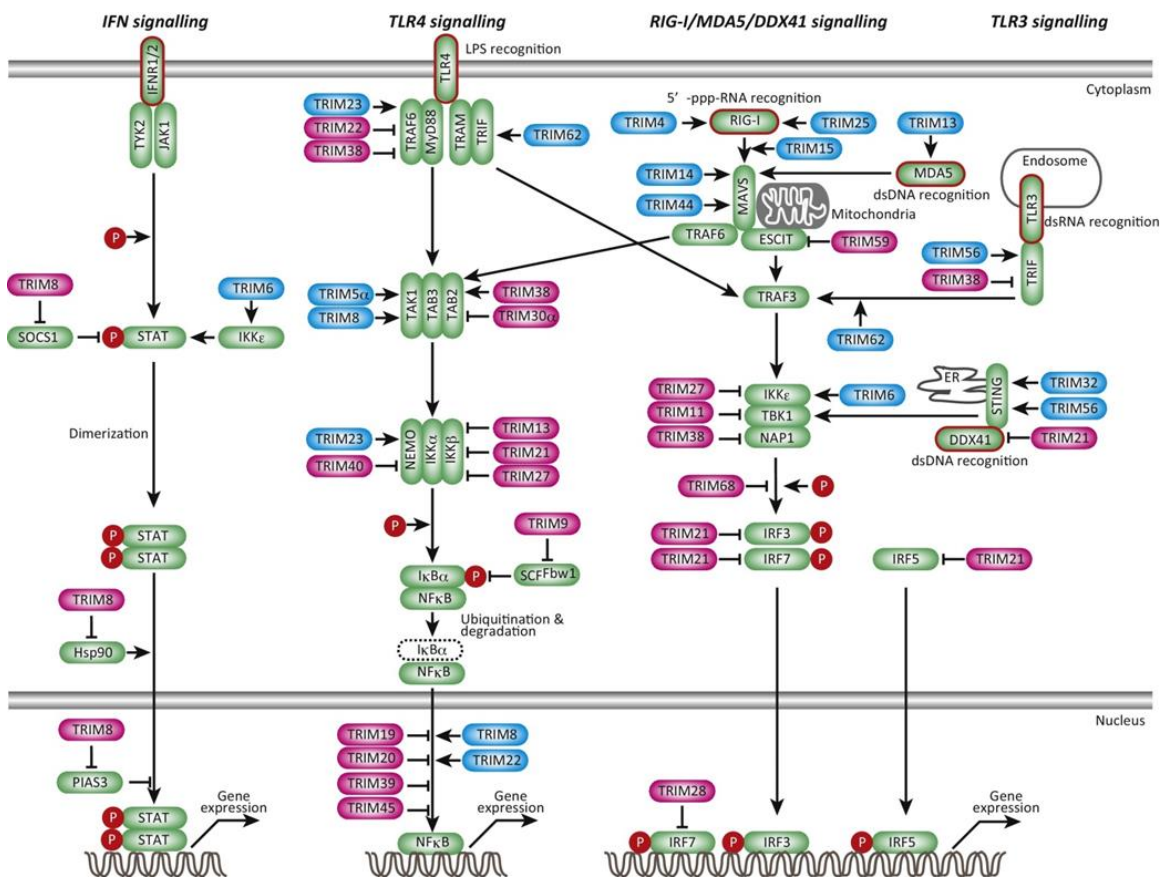 IFN signalling
TLR4 signalling
RIG-I/MDA5/DDX41 signalling
TLR3 signalling
LPS recognition
IFNR1/2
TLR4
Cytoplasm
TYK2
JAK1
TRIM23
TRIM22
TRIM38
TRAF6
MyD88
TRAM
TRIF
TRIM62
5' -ppp-RNA recognition
TRIM4
RIG-I
TRIM25
TRIM13
TRIM15
Endosome
TRIM14
TRIM44
MAVS
MDA5
dsDNA recognition
TLR3
dsRNA recognition
Mitochondria
TRAF6
ESCIT
TRIM59
P
TRIM56
TRIM38
TRIF
TRIM8
TRIM6
TRIM5α
TRIM8
TAK1
TAB3
TAB2
TRIM38
TRIM30α
TRAF3
SOCS1
P
STAT
IKKε
TRIM62
TRIM27
TRIM11
TRIM38
IKKε
TBK1
NAP1
TRIM6
ER
STING
TRIM32
TRIM56
DDX41
TRIM21
dsDNA recognition
Dimerization
TRIM23
TRIM40
NEMO
IKKα
IKKβ
TRIM13
TRIM21
TRIM27
TRIM68
P
P
TRIM9
P
STAT
P
STAT
TRIM21
IRF3
P
TRIM21
IRF7
P
IRF5
TRIM21
IκBα
P
SCFFbw1
NFκB
Ubiquitination &
degradation
TRIM8
Hsp90
IκBα
NFκB
Nucleus
TRIM8
PIAS3
TRIM19
TRIM20
TRIM39
TRIM45
TRIM8
TRIM22
TRIM28
Gene
expression
Gene
expression
Gene
expression
P
STAT
P
STAT
NFκB
P
IRF7
P
IRF3
P
IRF5